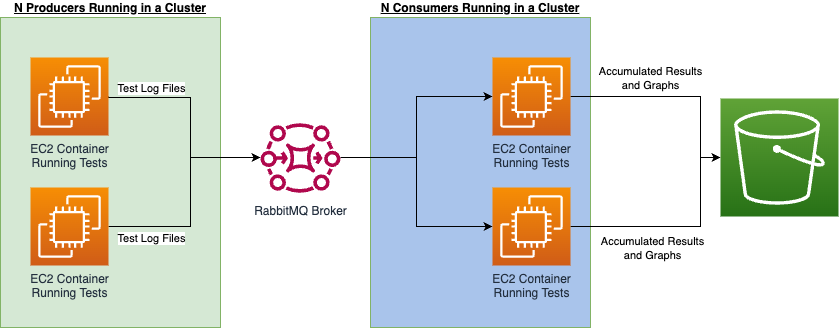 N Producers Running in a Cluster
N Consumers Running in a Cluster
Test Log Files
EC2 Container
Running Tests
Test Log Files
EC2 Container
Running Tests
RabbitMQ Broker
EC2 Container
Running Tests
EC2 Container
Running Tests
Accumulated Results
and Graphs
Accumulated Results
and Graphs